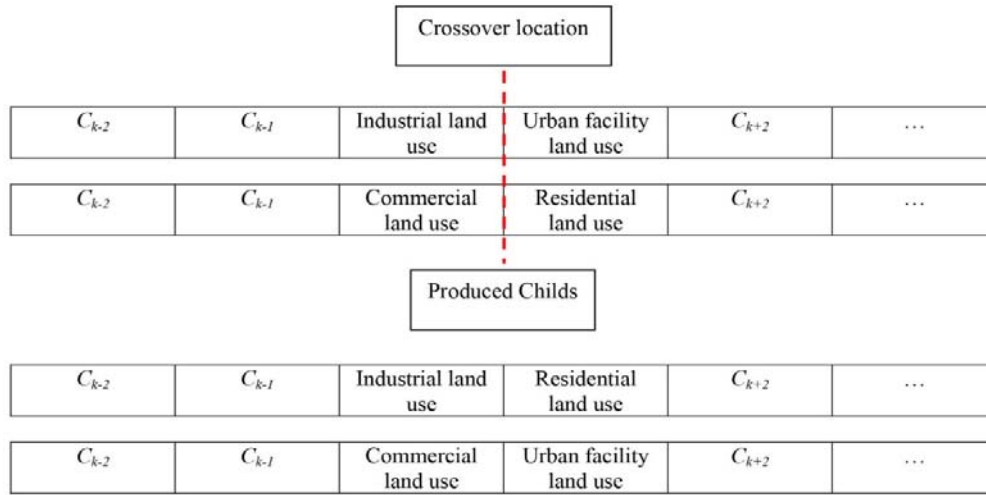 Crossover location
C_{k-2} C_{k-1} Industrial land use Urban facility land use C_{k+2} …
C_{k-2} C_{k-1} Commercial land use Residential land use C_{k+2} …
Produced Childs
C_{k-2} C_{k-1} Industrial land use Residential land use C_{k+2} …
C_{k-2} C_{k-1} Commercial land use Urban facility land use C_{k+2} …